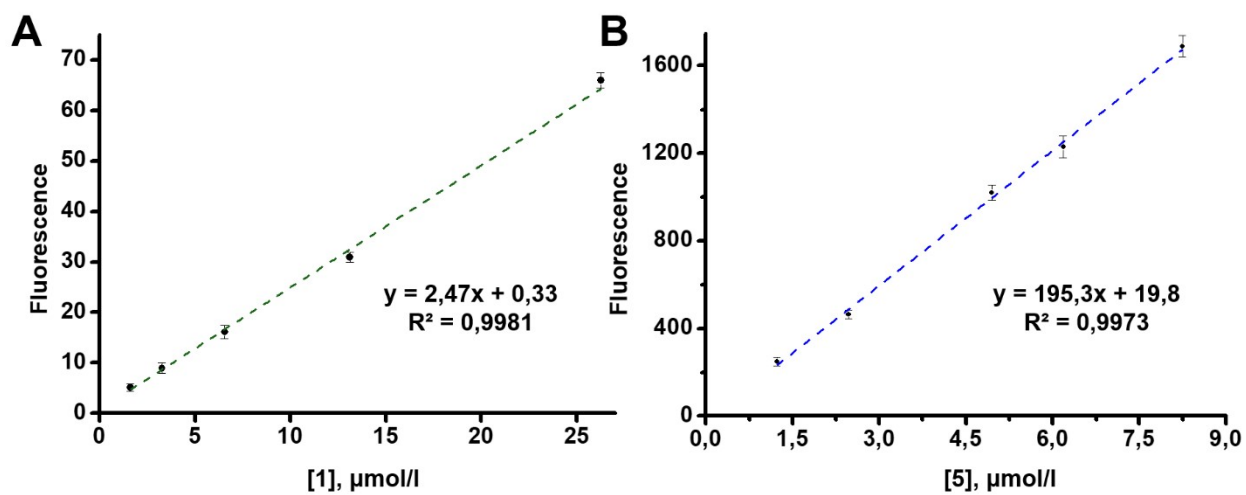 A
Fluorescence
70
60
50
40
30
20
10
0
y = 2,47x + 0,33
R² = 0,9981
0 5 10 15 20 25
[1], µmol/l
B
Fluorescence
1600
1200
800
400
0
y = 195,3x + 19,8
R² = 0,9973
0,0 1,5 3,0 4,5 6,0 7,5 9,0
[5], µmol/l